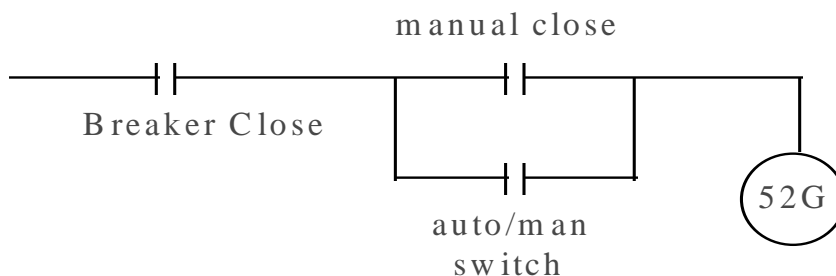 manual close
Breaker Close
52G
auto/man
switch